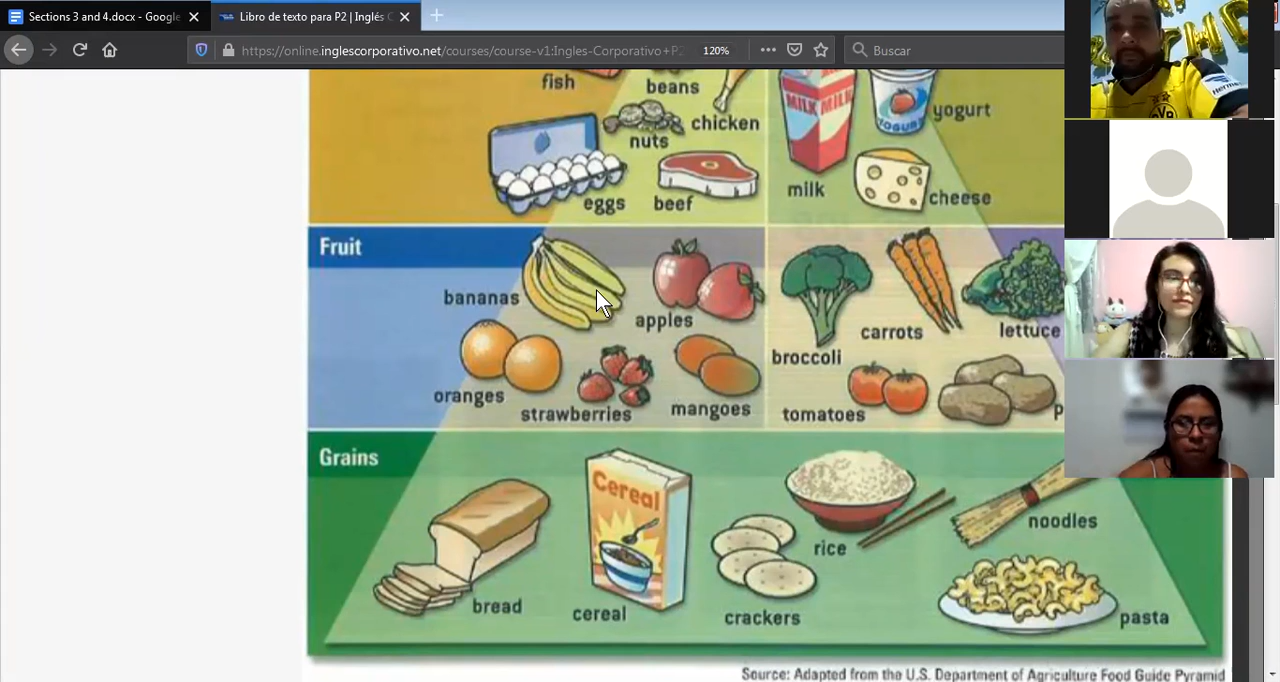 Sections 3 and 4.docx - Google
Libro de texto para P2 | Inglés C
https://online.inglescorporativo.net/courses/course-v1:Ingles-Corporativo+P2
120%
Buscar
fish
beans
chicken
nuts
eggs
beef
MILK MILK
milk
YOGURT
yogurt
cheese
Fruit
bananas
apples
oranges
strawberries
mangoes
broccoli
carrots
lettuce
tomatoes
p
Grains
bread
Cereal
cereal
crackers
rice
noodles
pasta
Source: Adapted from the U.S. Department of Agriculture Food Guide Pyramid